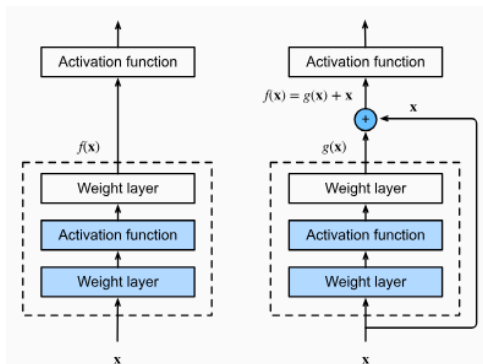 Activation function
f(x)
Weight layer
Activation function
Weight layer
x
Activation function
f(x) = g(x) + x
x
+
g(x)
Weight layer
Activation function
Weight layer
x